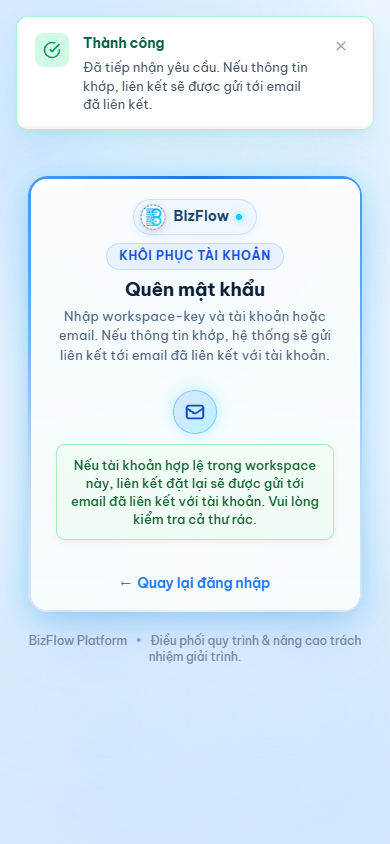 Thành công
Đã tiếp nhận yêu cầu. Nếu thông tin
khớp, liên kết sẽ được gửi tới email
đã liên kết.
BizFlow
KHÔI PHỤC TÀI KHOẢN
Quên mật khẩu
Nhập workspace-key và tài khoản hoặc
email. Nếu thông tin khớp, hệ thống sẽ gửi
liên kết tới email đã liên kết với tài khoản.
Nếu tài khoản hợp lệ trong workspace
này, liên kết đặt lại sẽ được gửi tới
email đã liên kết với tài khoản. Vui lòng
kiểm tra cả thư rác.
← Quay lại đăng nhập
BizFlow Platform • Điều phối quy trình & nâng cao trách
nhiệm giải trình.